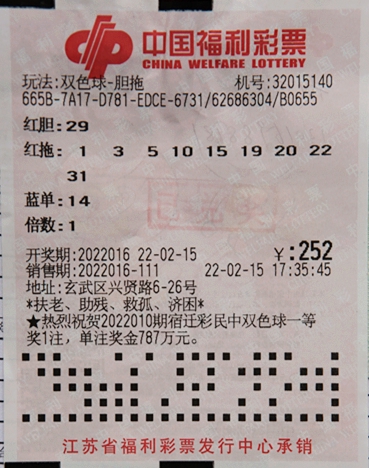 中国福利彩票
CHINA WELFARE LOTTERY
玩法:双色球-胆拖 机号:32015140
665B-7A17-D781-EDCE-6731/62686304/B0655
红胆:29
红拖: 1 3 5 10 15 19 20 22
31
蓝单:14
倍数:1
开奖期:2022016 22-02-15 ¥:252
销售期:2022016-111 22-02-15 17:35:45
地址:玄武区兴贤路6-26号
*扶老、助残、救孤、济困*
★热烈祝贺2022010期宿迁彩民中双色球一等
奖1注,单注奖金787万元。
江苏省福利彩票发行中心承销